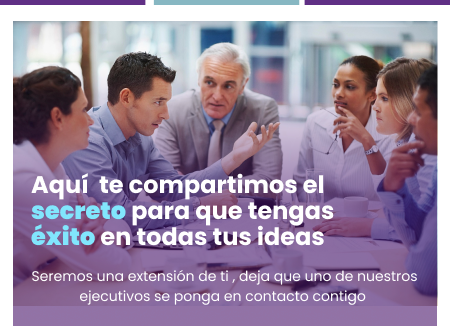 Aquí te compartimos el
secreto para que tengas
éxito en todas tus ideas
Seremos una extensión de ti , deja que uno de nuestros
ejecutivos se ponga en contacto contigo